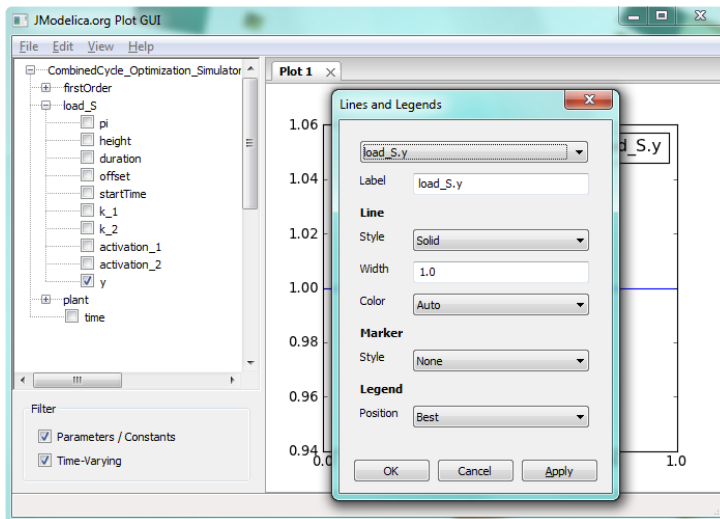 JModelica.org Plot GUI
File Edit View Help
CombinedCycle_Optimization_Simulator
firstOrder
load_S
pi
height
duration
offset
startTime
k_1
k_2
activation_1
activation_2
y
plant
time
Filter
Parameters / Constants
Time-Varying
Plot 1
1.06
1.04
1.02
1.00
0.98
0.96
0.94
0.0
1.0
d_S.y
Lines and Legends
load_S.y
Label load_S.y
Line
Style Solid
Width 1.0
Color Auto
Marker
Style None
Legend
Position Best
OK Cancel Apply